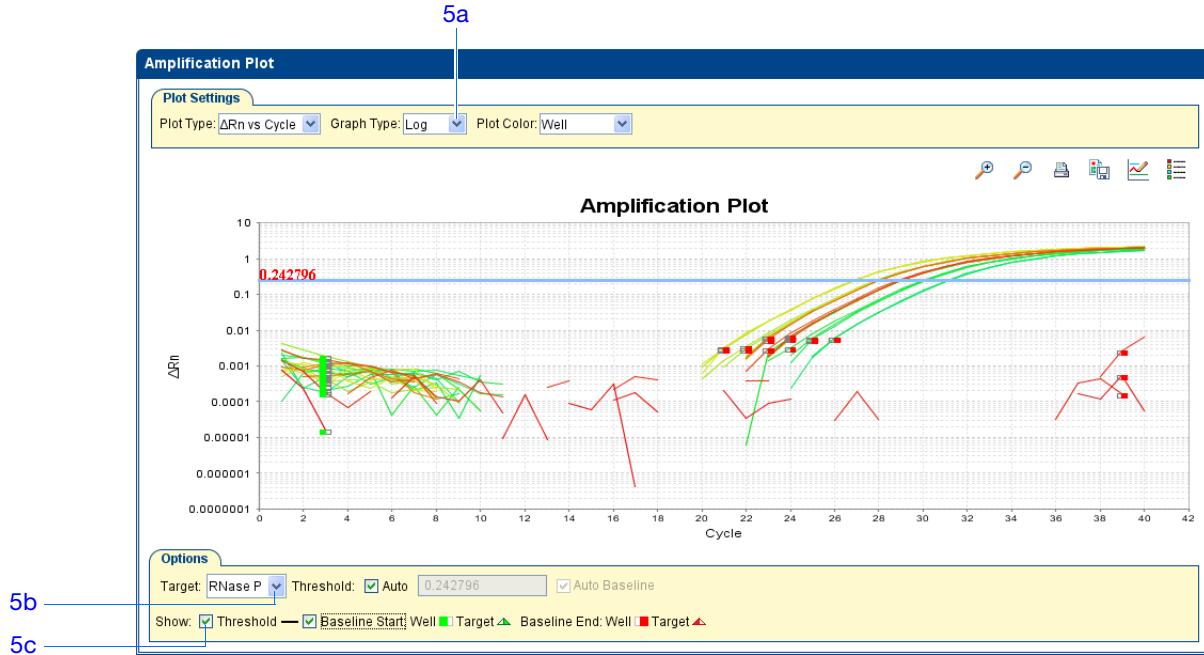 5a
Amplification Plot
Plot Settings
Plot Type: ΔRn vs Cycle Graph Type: Log Plot Color: Well
Amplification Plot
10
1
0.242796
0.1
0.01
0.001
0.0001
0.00001
0.000001
0.0000001
ΔRn
0 2 4 6 8 10 12 14 16 18 20 22 24 26 28 30 32 34 36 38 40 42
Cycle
Options
Target: RNase P Threshold: Auto 0.242796 Auto Baseline
5b
Show: Threshold Baseline Start: Well Target Baseline End: Well Target
5c